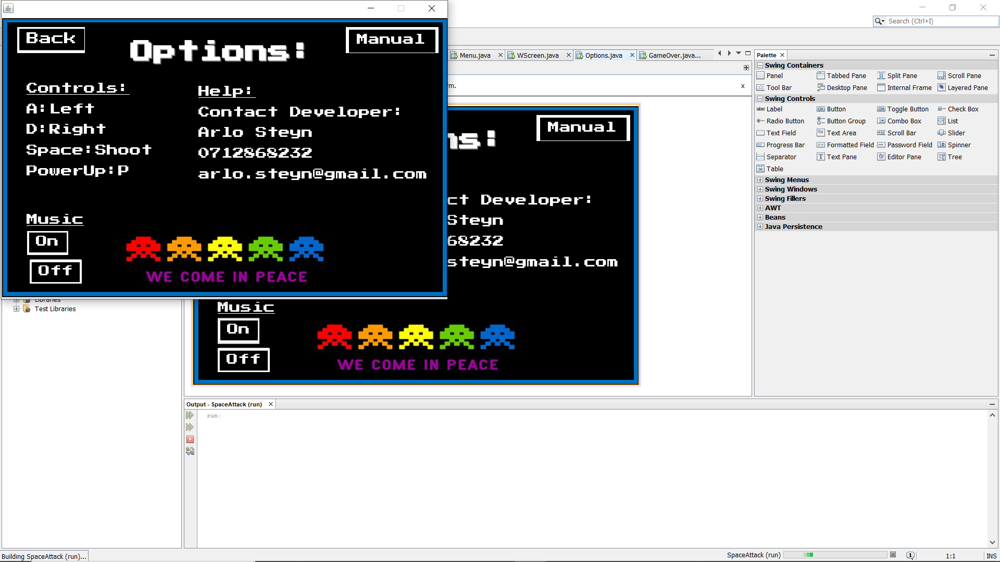 Back
Options:
Manual
Controls:
A:Left
D:Right
Space:Shoot
PowerUp:P
Help:
Contact Developer:
Arlo Steyn
0712868232
arlo.steyn@gmail.com
Music
On
Off
WE COME IN PEACE
Search (Ctrl+I)
Menu.java
WScreen.java
Options.java
GameOver.java...
rm.
x
ns:
Manual
ct Developer:
Steyn
68232
steyn@gmail.com
Music
On
Off
WE COME IN PEACE
Libraries
Test Libraries
Palette
Swing Containers
Panel Tabbed Pane Split Pane Scroll Pane
Tool Bar Desktop Pane Internal Frame Layered Pane
Swing Controls
label Label OK Button ON Toggle Button Check Box
Radio Button Button Group Combo Box List
Text Field Text Area Scroll Bar Slider
Progress Bar Formatted Field Password Field Spinner
Separator Text Pane Editor Pane Tree
Table
Swing Menus
Swing Windows
Swing Fillers
AWT
Beans
Java Persistence
Output - SpaceAttack (run)
run:
Building SpaceAttack (run)...
SpaceAttack (run)
1
1:1
INS